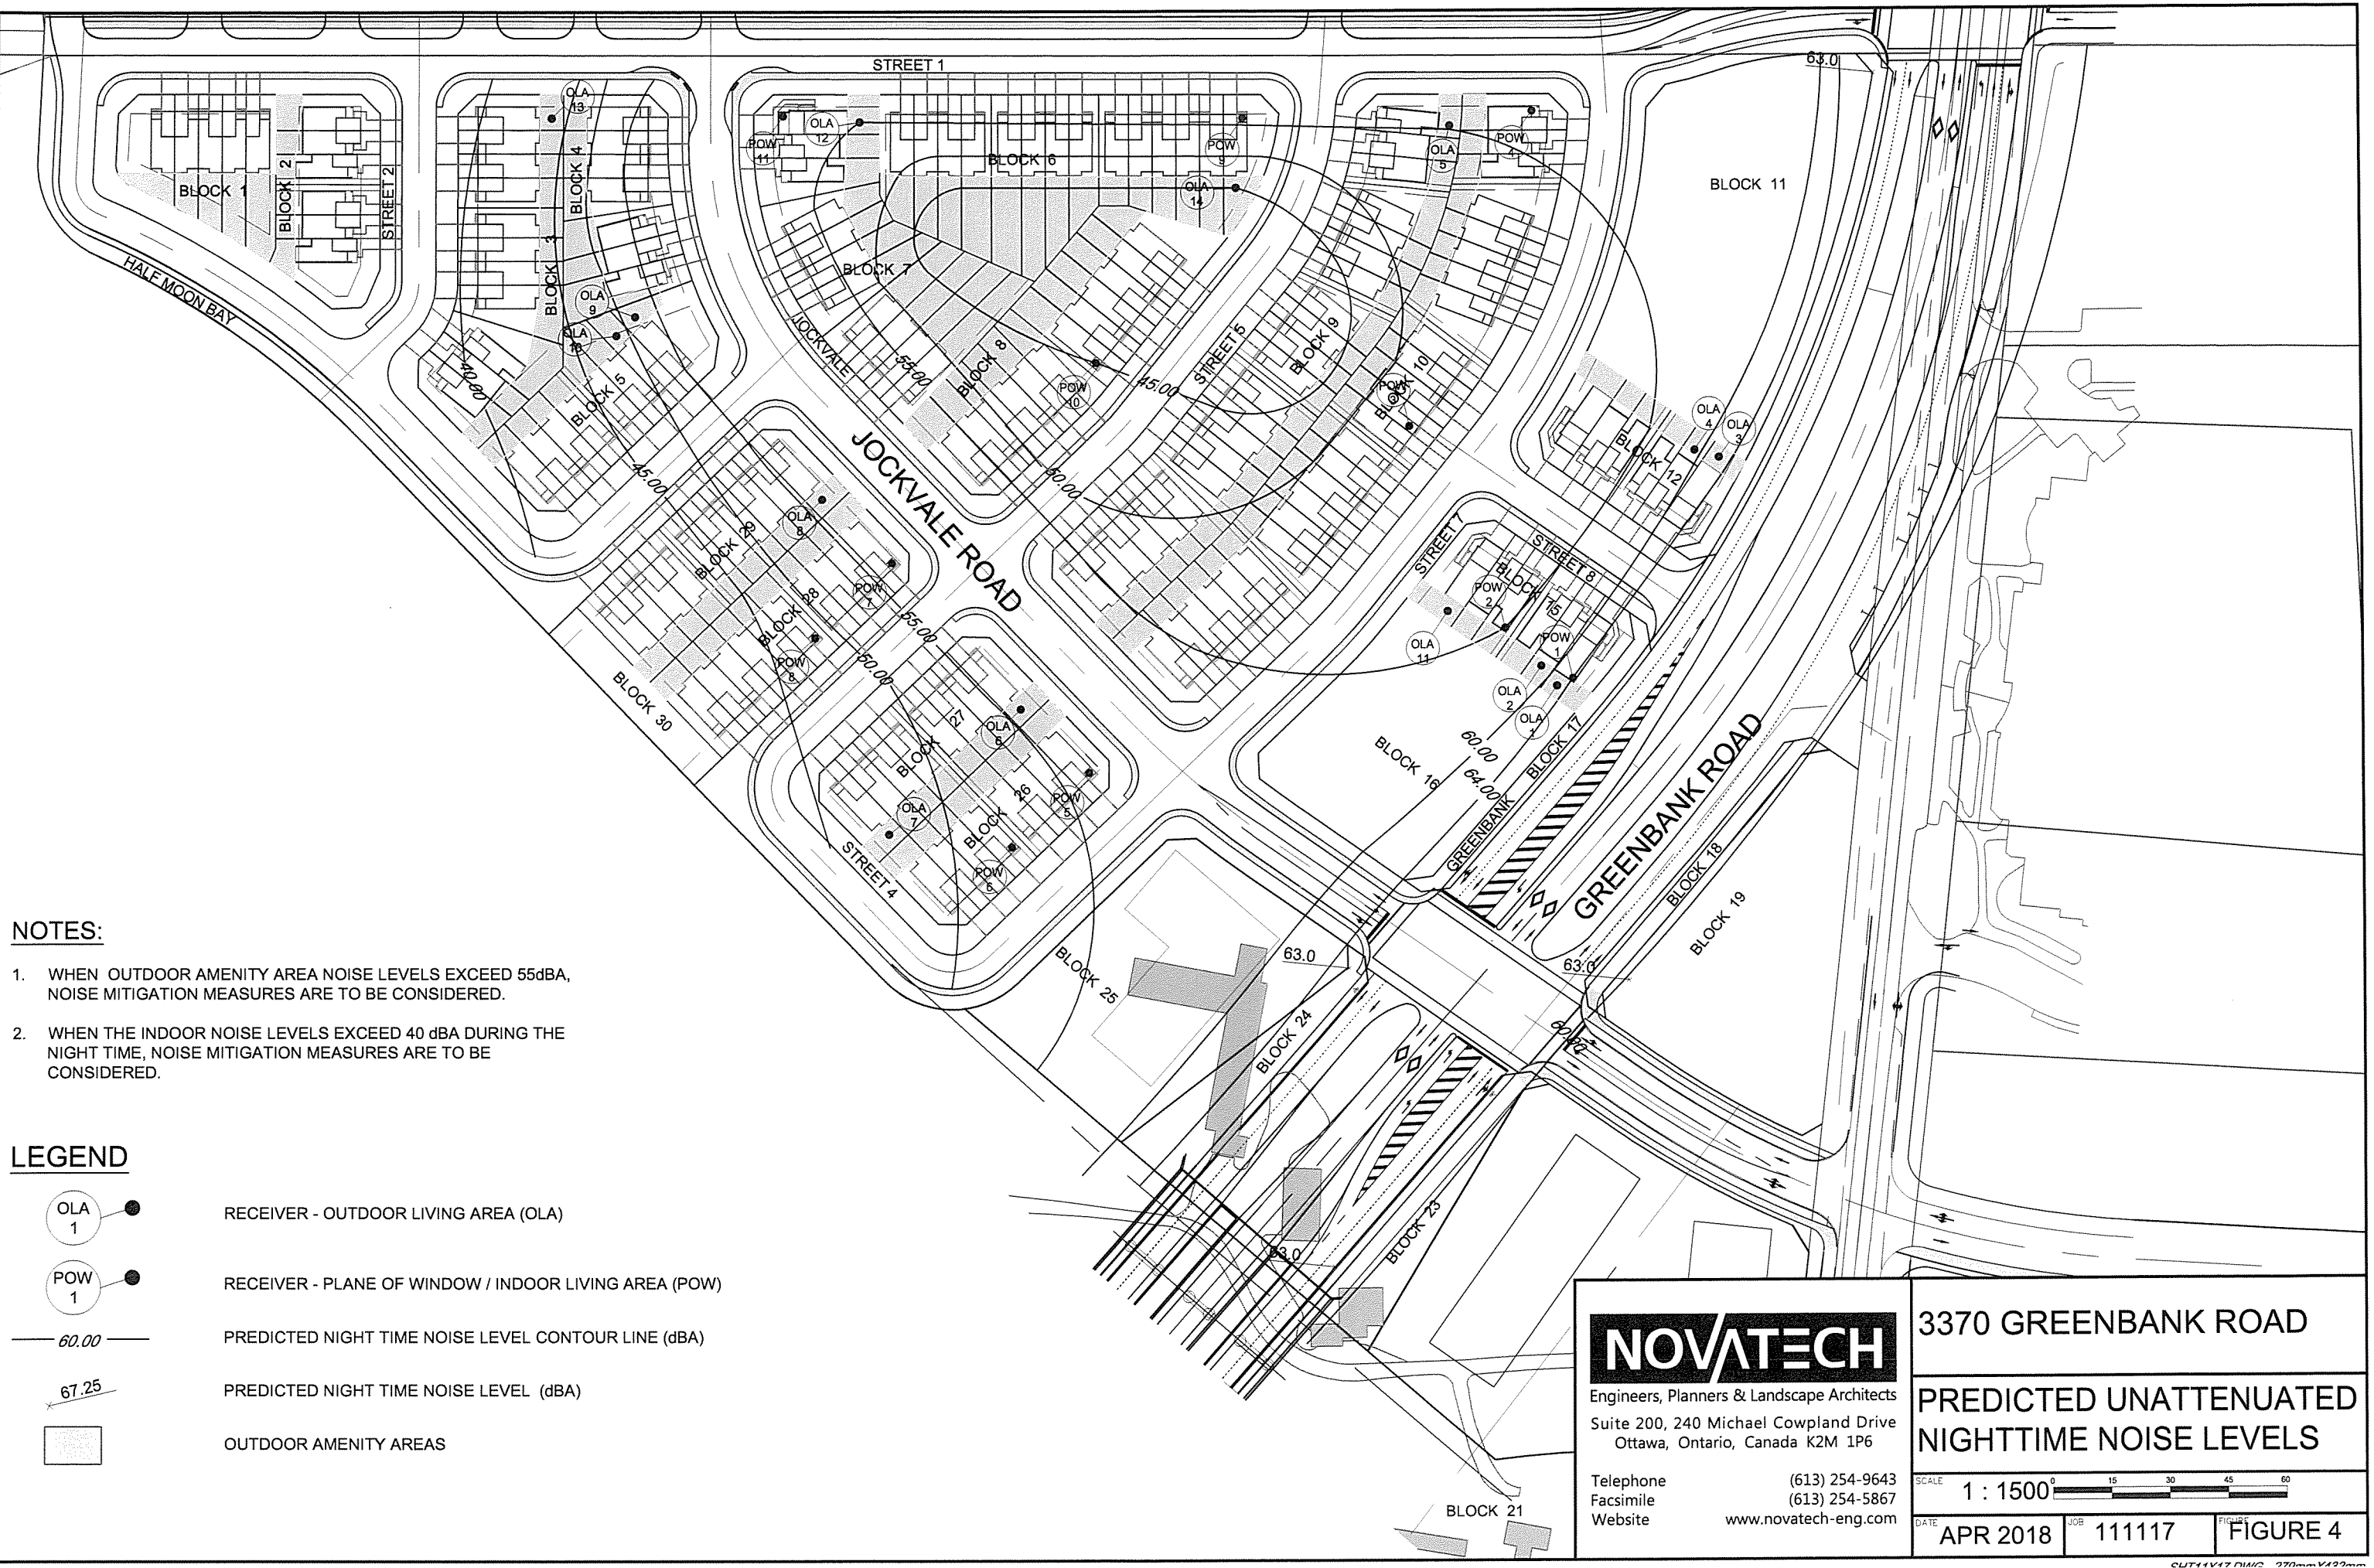 STREET 1
63.0
OLA
13
OLA
12
POW
11
POW
9
OLA
5
POW
4
BLOCK 1
BLOCK 2
STREET 2
BLOCK 3
BLOCK 4
BLOCK 6
OLA
14
BLOCK 11
HALF MOON BAY
BLOCK 7
OLA
9
OLA
10
JOCKVALE
55.00
BLOCK 8
POW
10
45.00
STREET 5
BLOCK 9
BLOCK 10
POW
40.00
BLOCK 5
45.00
OLA
4
OLA
3
BLOCK 12
JOCKVALE ROAD
50.00
BLOCK 29
OLA
8
STREET 7
STREET 8
BLOCK 15
POW
2
POW
1
OLA
11
OLA
2
OLA
1
BLOCK 28
POW
7
POW
8
55.00
50.00
BLOCK 30
BLOCK 27
OLA
6
OLA
7
BLOCK 26
POW
5
POW
6
STREET 4
BLOCK 16
60.00
64.00
BLOCK 17
GREENBANK
GREENBANK ROAD
BLOCK 18
BLOCK 19
BLOCK 25
63.0
63.0
BLOCK 24
BLOCK 23
63.0
BLOCK 21
NOTES:
1. WHEN OUTDOOR AMENITY AREA NOISE LEVELS EXCEED 55dBA,
NOISE MITIGATION MEASURES ARE TO BE CONSIDERED.
2. WHEN THE INDOOR NOISE LEVELS EXCEED 40 dBA DURING THE
NIGHT TIME, NOISE MITIGATION MEASURES ARE TO BE
CONSIDERED.
LEGEND
OLA
1
RECEIVER - OUTDOOR LIVING AREA (OLA)
POW
1
RECEIVER - PLANE OF WINDOW / INDOOR LIVING AREA (POW)
60.00
PREDICTED NIGHT TIME NOISE LEVEL CONTOUR LINE (dBA)
67.25
PREDICTED NIGHT TIME NOISE LEVEL (dBA)
OUTDOOR AMENITY AREAS
NOVATECH
Engineers, Planners & Landscape Architects
Suite 200, 240 Michael Cowpland Drive
Ottawa, Ontario, Canada K2M 1P6
Telephone (613) 254-9643
Facsimile (613) 254-5867
Website www.novatech-eng.com
3370 GREENBANK ROAD
PREDICTED UNATTENUATED
NIGHTTIME NOISE LEVELS
SCALE
1 : 1500
0 15 30 45 60
DATE
APR 2018
JOB
111117
FIGURE
FIGURE 4
SHT11X17.DWG - 279mmX432mm